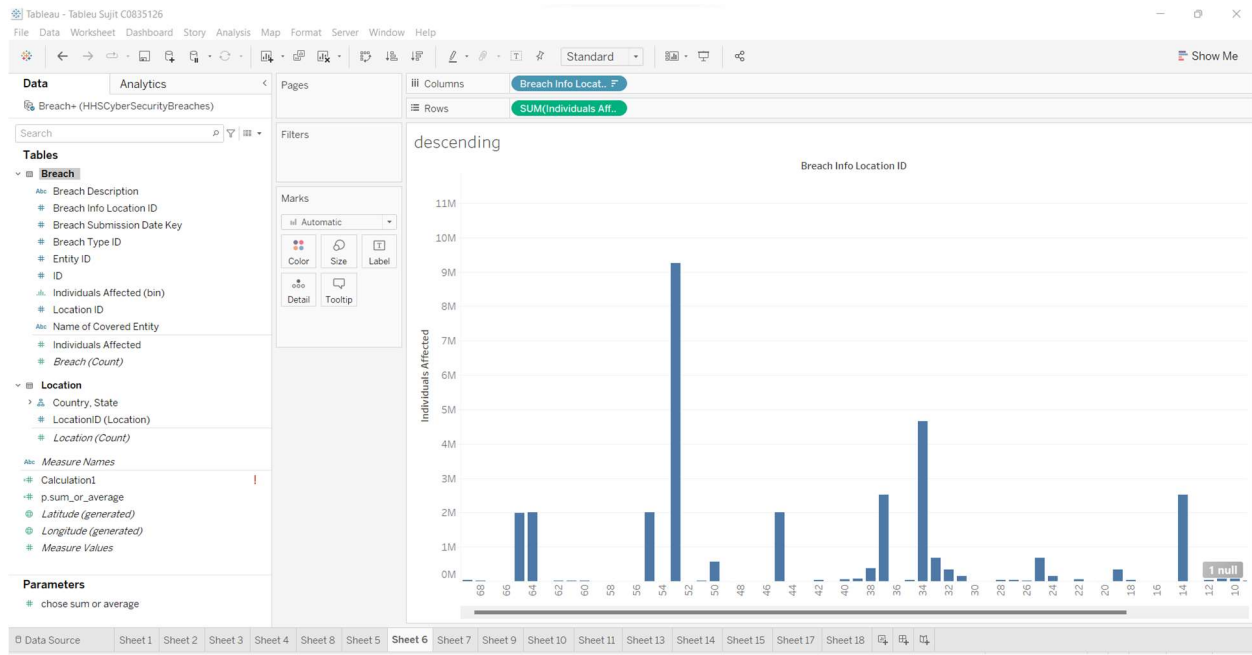 Tableau - Tableu Sujit C0835126
File Data Worksheet Dashboard Story Analysis Map Format Server Window Help
Standard
Show Me
Data Analytics
Breach+ (HHSCyberSecurityBreaches)
Search
Tables
Breach
Abc Breach Description
# Breach Info Location ID
# Breach Submission Date Key
# Breach Type ID
# Entity ID
# ID
Individuals Affected (bin)
# Location ID
Abc Name of Covered Entity
# Individuals Affected
# Breach (Count)
Location
Country, State
# LocationID (Location)
# Location (Count)
Abc Measure Names
=# Calculation1 !
=# p.sum_or_average
Latitude (generated)
Longitude (generated)
# Measure Values
Parameters
# chose sum or average
Pages
Filters
Marks
Automatic
Color Size Label
Detail Tooltip
Columns Breach Info Locat..
Rows SUM(Individuals Aff..
descending
Breach Info Location ID
Individuals Affected
11M
10M
9M
8M
7M
6M
5M
4M
3M
2M
1M
0M
1 null
68 66 64 62 60 58 56 54 52 50 48 46 44 42 40 38 36 34 32 30 28 26 24 22 20 18 16 14 12 10
Data Source Sheet 1 Sheet 2 Sheet 3 Sheet 4 Sheet 8 Sheet 5 Sheet 6 Sheet 7 Sheet 9 Sheet 10 Sheet 11 Sheet 13 Sheet 14 Sheet 15 Sheet 17 Sheet 18